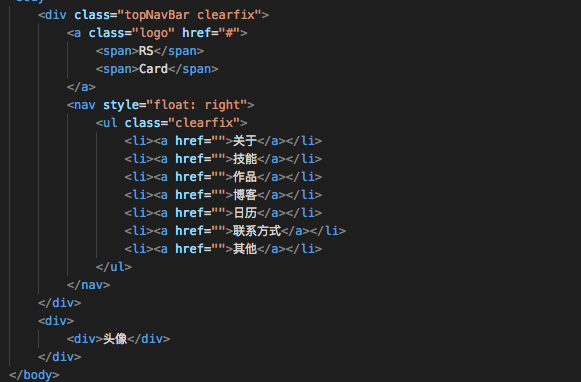 body
<div class="topNavBar clearfix">
<a class="logo" href="#">
<span>RS</span>
<span>Card</span>
</a>
<nav style="float: right">
<ul class="clearfix">
<li><a href="">关于</a></li>
<li><a href="">技能</a></li>
<li><a href="">作品</a></li>
<li><a href="">博客</a></li>
<li><a href="">日历</a></li>
<li><a href="">联系方式</a></li>
<li><a href="">其他</a></li>
</ul>
</nav>
</div>
<div>
<div>头像</div>
</div>
</body>